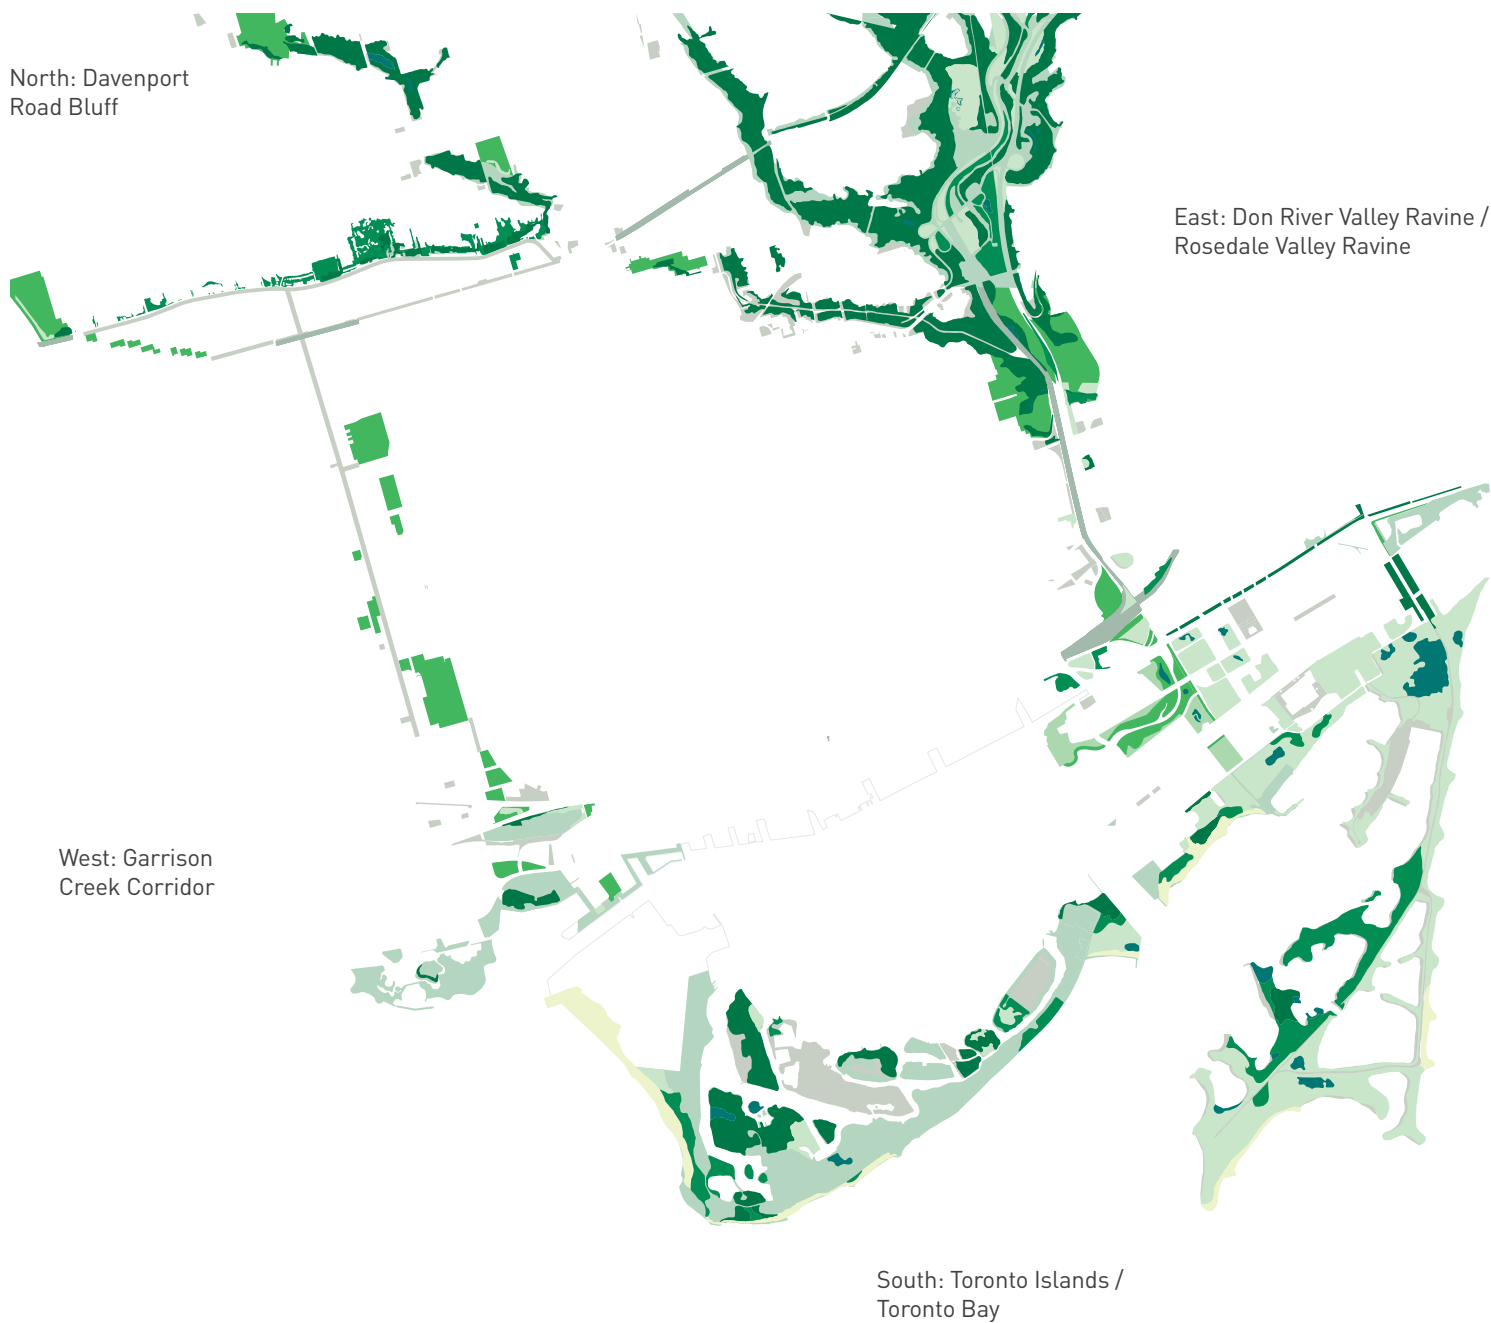 North: Davenport
Road Bluff
East: Don River Valley Ravine /
Rosedale Valley Ravine
West: Garrison
Creek Corridor
South: Toronto Islands /
Toronto Bay